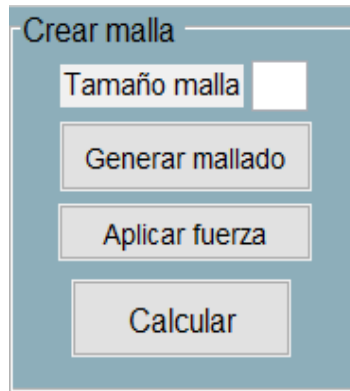 Crear malla
Tamaño malla
Generar mallado
Aplicar fuerza
Calcular